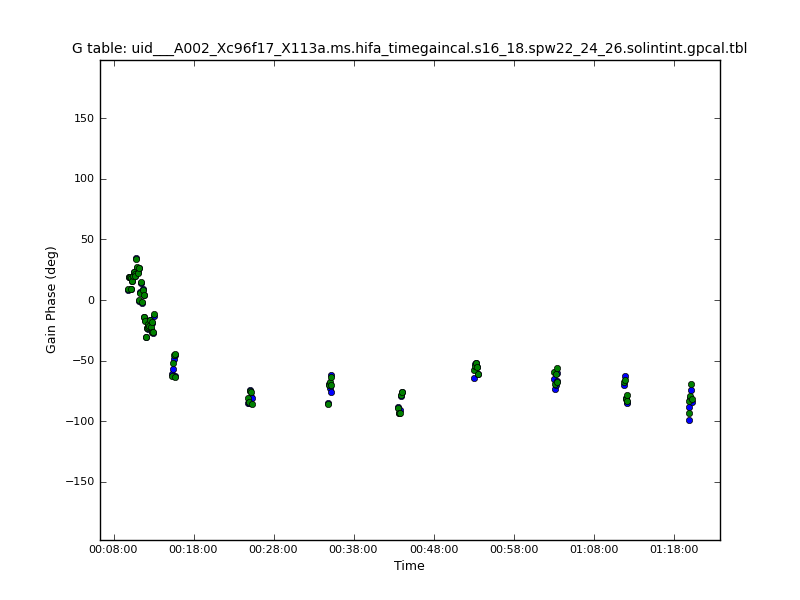 G table: uid___A002_Xc96f17_X113a.ms.hifa_timegaincal.s16_18.spw22_24_26.solintint.gpcal.tbl
Gain Phase (deg)
150
100
50
0
−50
−100
−150
00:08:00 00:18:00 00:28:00 00:38:00 00:48:00 00:58:00 01:08:00 01:18:00
Time